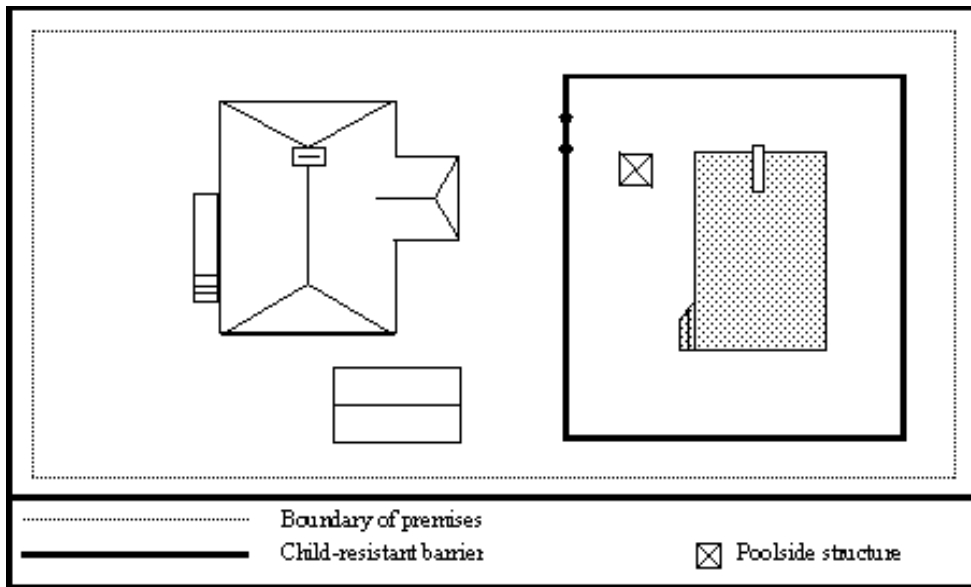 Boundary of premises
Child-resistant barrier
Poolside structure